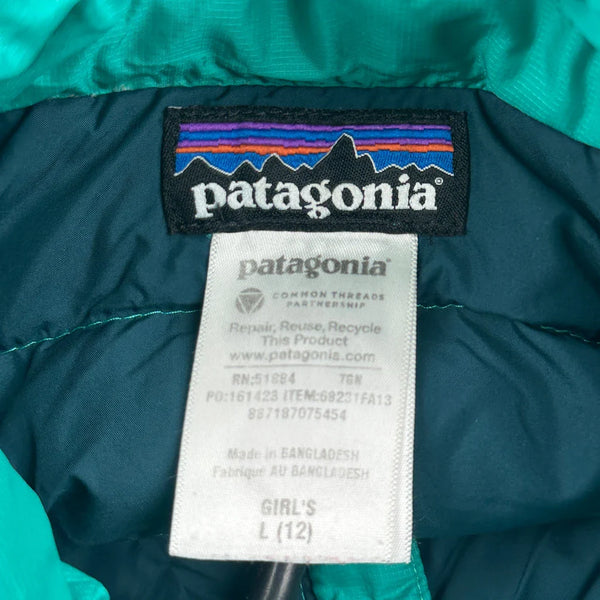 patagonia®
patagonia®
COMMON THREADS
PARTNERSHIP
Repair, Reuse, Recycle
This Product
www.patagonia.com
RN:51884 7GN
PO:161423 ITEM:68231FA13
887187075454
Made in BANGLADESH
Fabriqué AU BANGLADESH
GIRL'S
L (12)